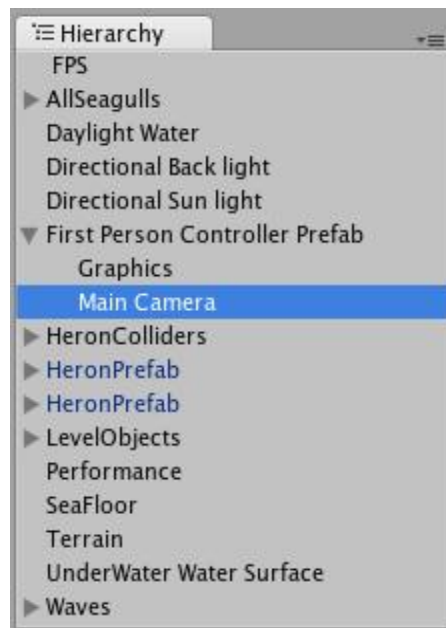 Hierarchy
FPS
AllSeagulls
Daylight Water
Directional Back light
Directional Sun light
First Person Controller Prefab
Graphics
Main Camera
HeronColliders
HeronPrefab
HeronPrefab
LevelObjects
Performance
SeaFloor
Terrain
UnderWater Water Surface
Waves